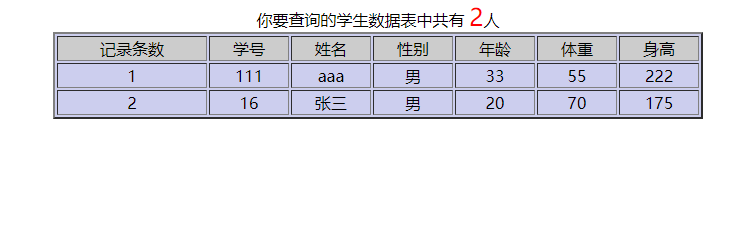 你要查询的学生数据表中共有 2人
记录条数 学号 姓名 性别 年龄 体重 身高
1 111 aaa 男 33 55 222
2 16 张三 男 20 70 175